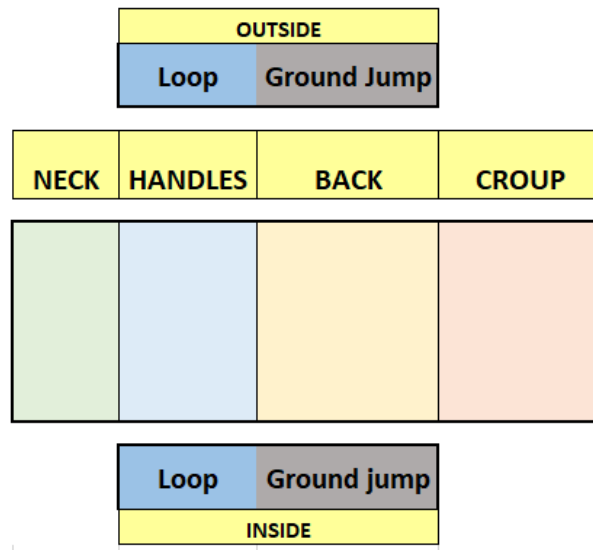 OUTSIDE
Loop Ground Jump
NECK HANDLES BACK CROUP
Loop Ground jump
INSIDE